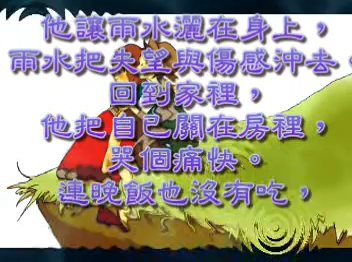 他讓雨水灑在身上，
雨水把失望與傷感沖去。
回到家裡，
他把自己關在房裡，
哭個痛快。
連晚飯也沒有吃，